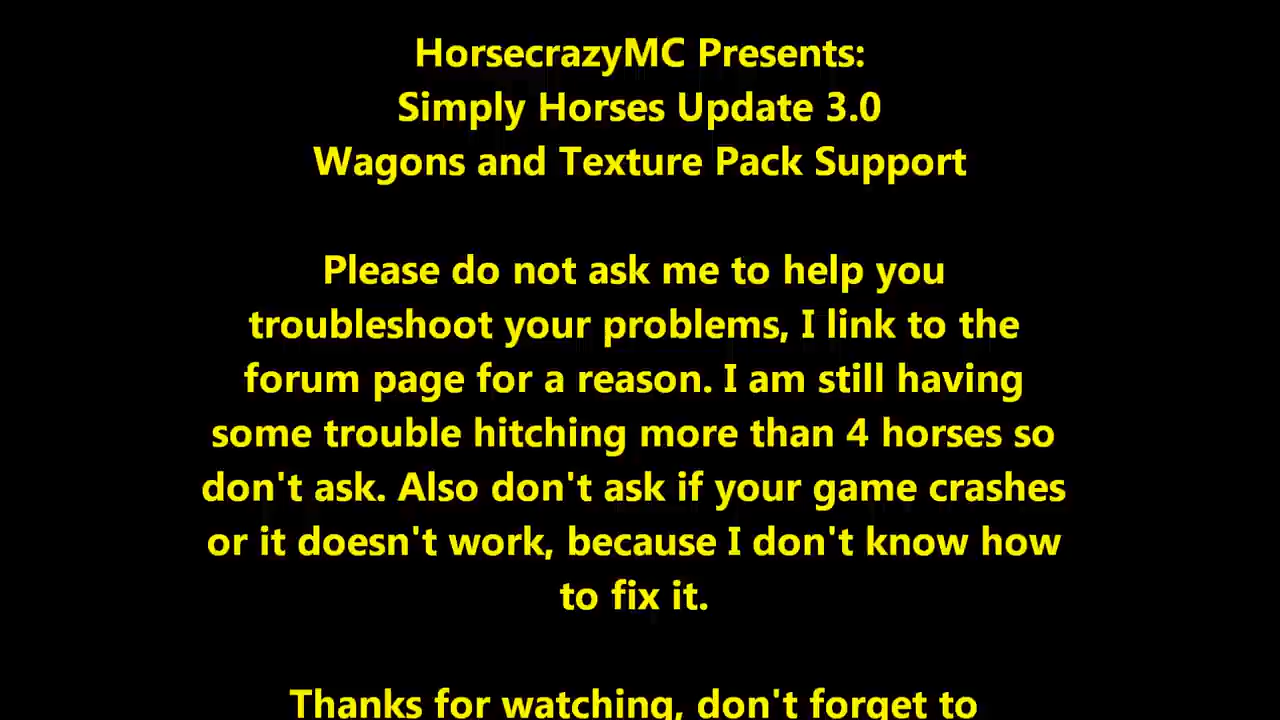 HorsecrazyMC Presents:
Simply Horses Update 3.0
Wagons and Texture Pack Support
Please do not ask me to help you
troubleshoot your problems, I link to the
forum page for a reason. I am still having
some trouble hitching more than 4 horses so
don't ask. Also don't ask if your game crashes
or it doesn't work, because I don't know how
to fix it.
Thanks for watching, don't forget to